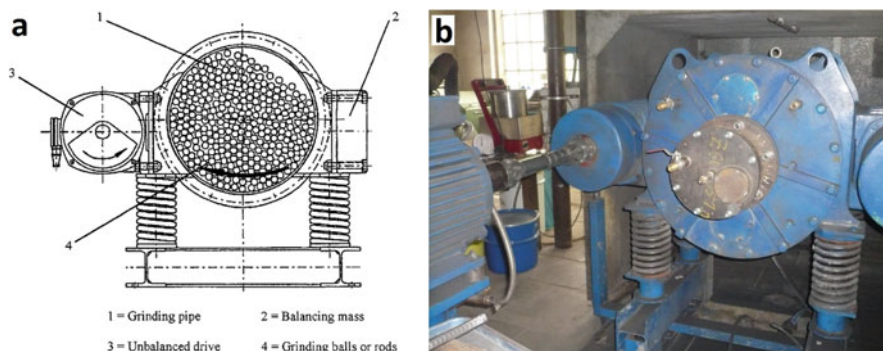 a
1
2
3
4
1 = Grinding pipe
2 = Balancing mass
3 = Unbalanced drive
4 = Grinding balls or rods
b